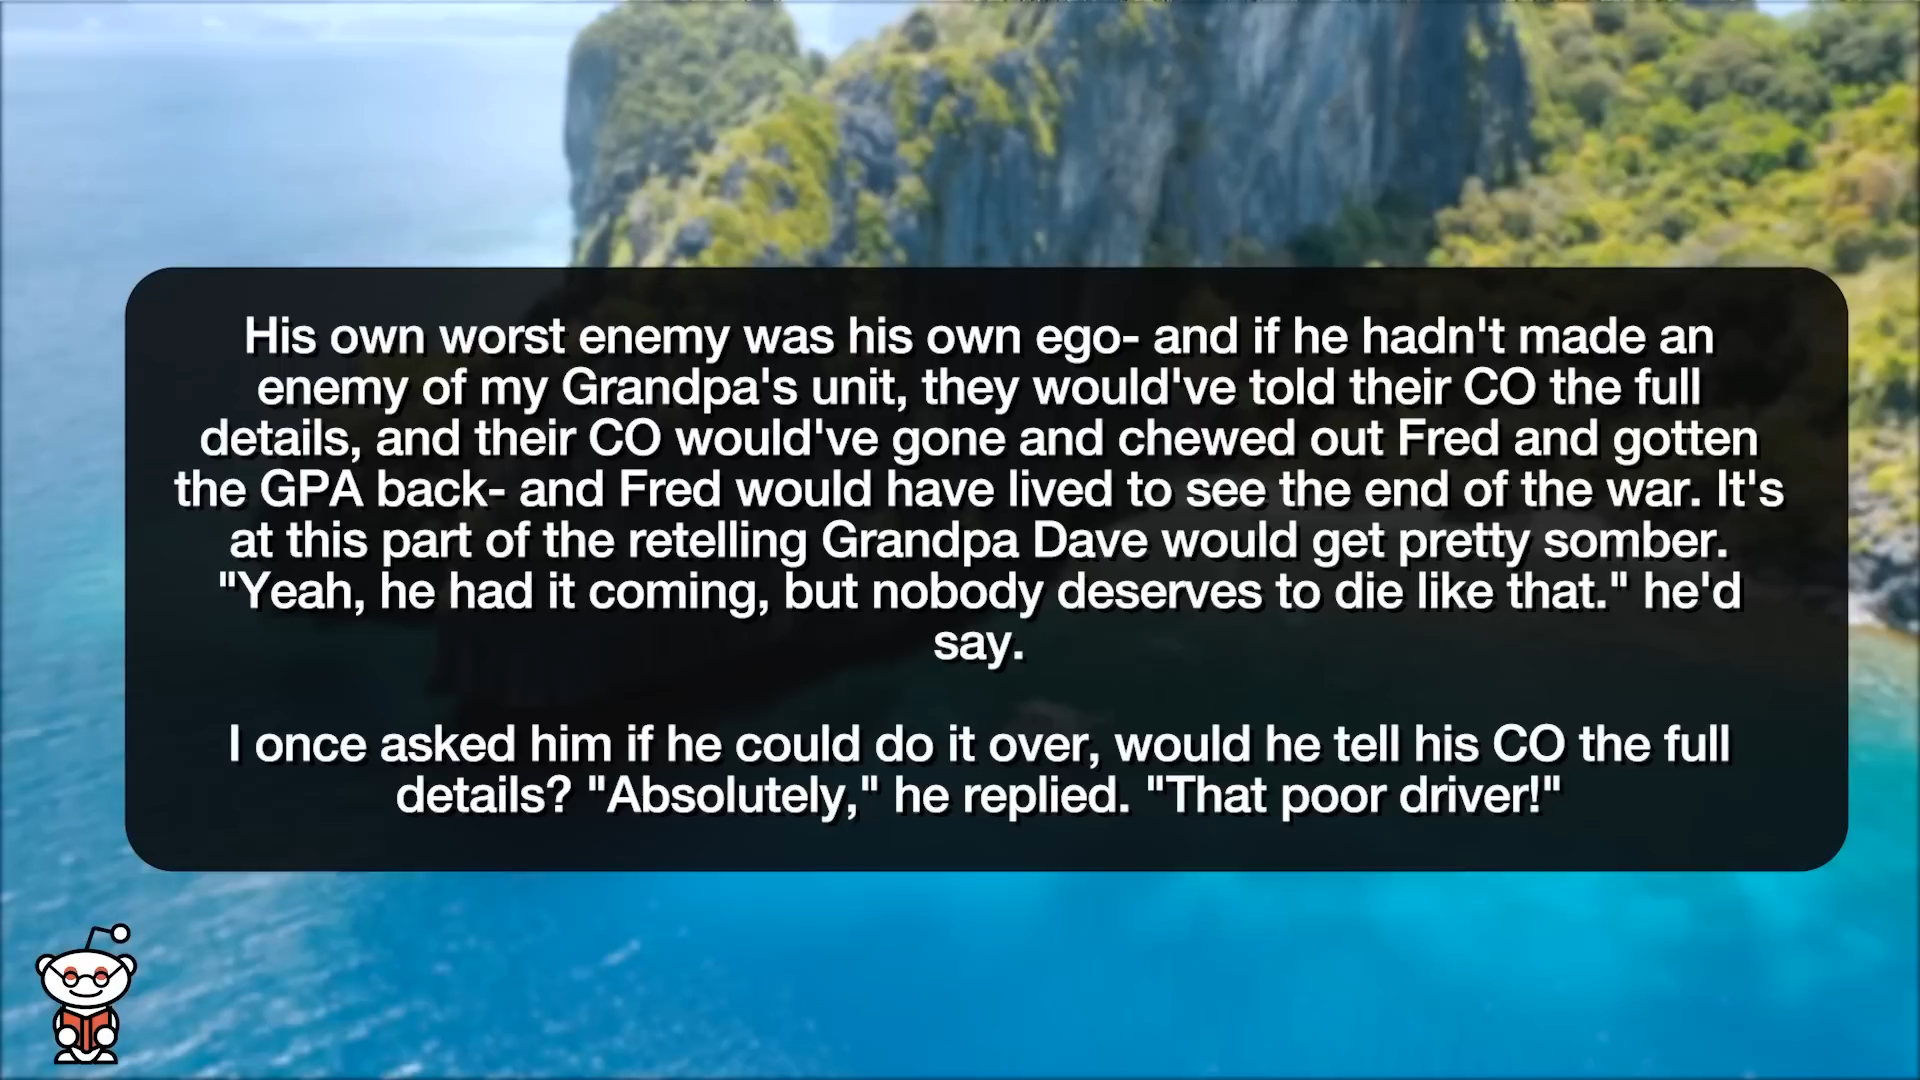 His own worst enemy was his own ego- and if he hadn't made an
enemy of my Grandpa's unit, they would've told their CO the full
details, and their CO would've gone and chewed out Fred and gotten
the GPA back- and Fred would have lived to see the end of the war. It's
at this part of the retelling Grandpa Dave would get pretty somber.
"Yeah, he had it coming, but nobody deserves to die like that." he'd
say.
I once asked him if he could do it over, would he tell his CO the full
details? "Absolutely," he replied. "That poor driver!"